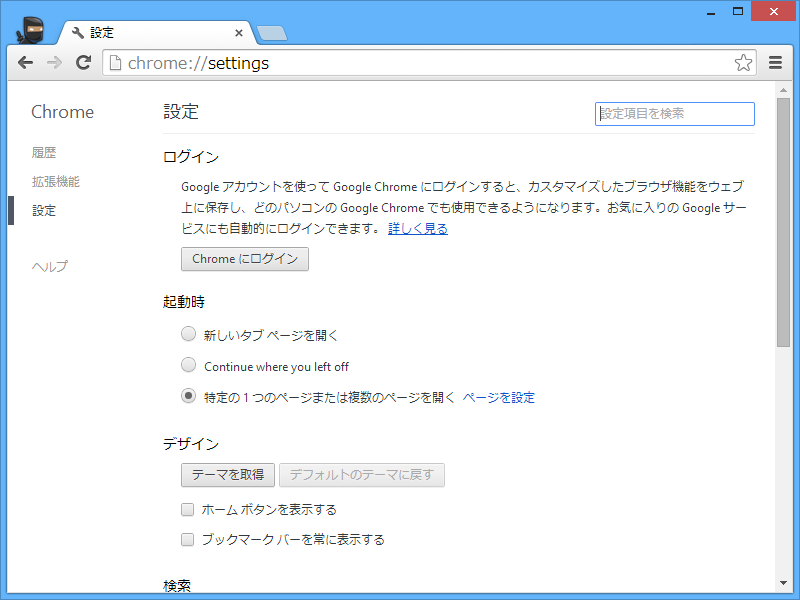 設定
chrome://settings
Chrome
設定
設定項目を検索
履歴
拡張機能
設定
ヘルプ
ログイン
Google アカウントを使って Google Chrome にログインすると、カスタマイズしたブラウザ機能をウェブ
上に保存し、どのパソコンの Google Chrome でも使用できるようになります。お気に入りの Google サー
ビスにも自動的にログインできます。 詳しく見る
Chrome にログイン
起動時
新しいタブ ページを開く
Continue where you left off
特定の 1 つのページまたは複数のページを開く ページを設定
デザイン
テーマを取得 デフォルトのテーマに戻す
ホーム ボタンを表示する
ブックマーク バーを常に表示する
検索